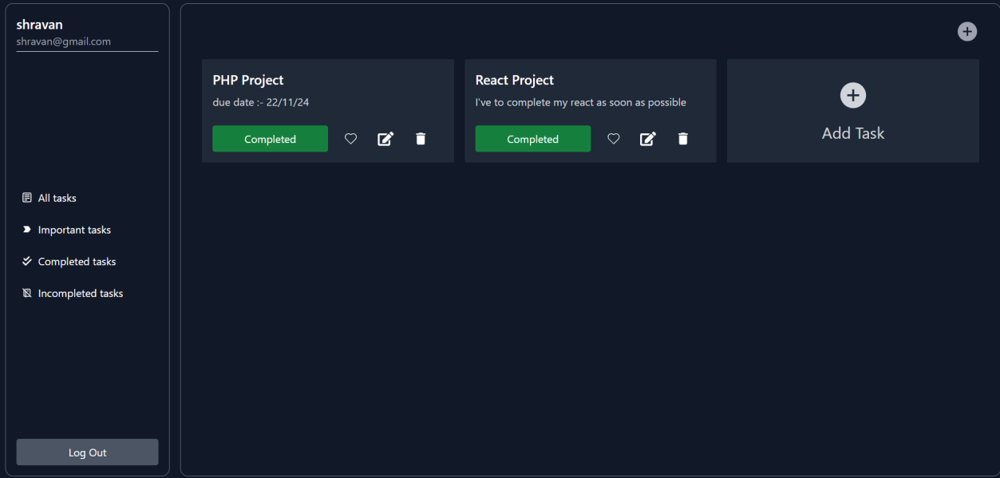 shravan
shravan@gmail.com
All tasks
Important tasks
Completed tasks
Incompleted tasks
Log Out
PHP Project
due date :- 22/11/24
Completed
React Project
I've to complete my react as soon as possible
Completed
Add Task